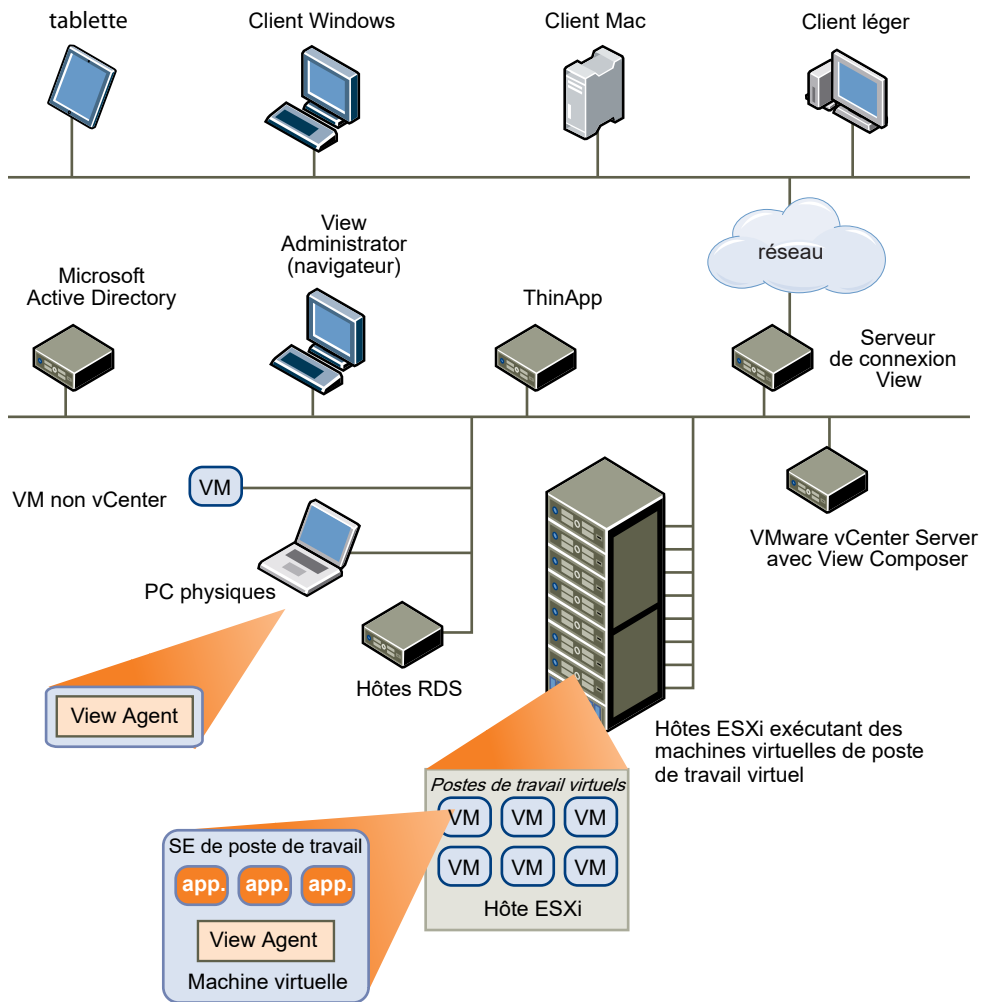 tablette
Client Windows
Client Mac
Client léger
réseau
View
Administrator
(navigateur)
Microsoft
Active Directory
ThinApp
Serveur
de connexion
View
VM non vCenter
VM
PC physiques
VMware vCenter Server
avec View Composer
Hôtes RDS
View Agent
Hôtes ESXi exécutant des
machines virtuelles de poste
de travail virtuel
Postes de travail virtuels
VM VM VM
VM VM VM
Hôte ESXi
SE de poste de travail
app. app. app.
View Agent
Machine virtuelle